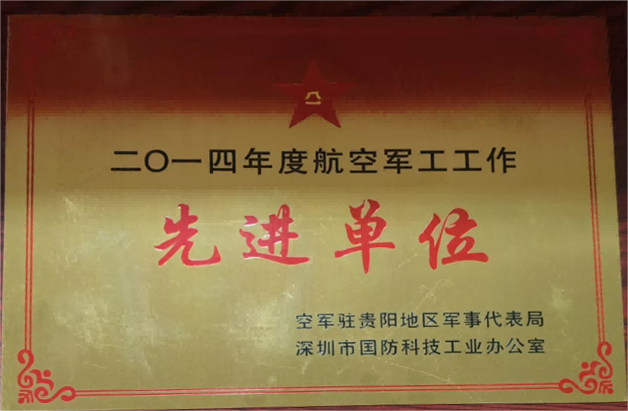 八一
二〇一四年度航空军工工作
先进单位
空军驻贵阳地区军事代表局
深圳市国防科技工业办公室